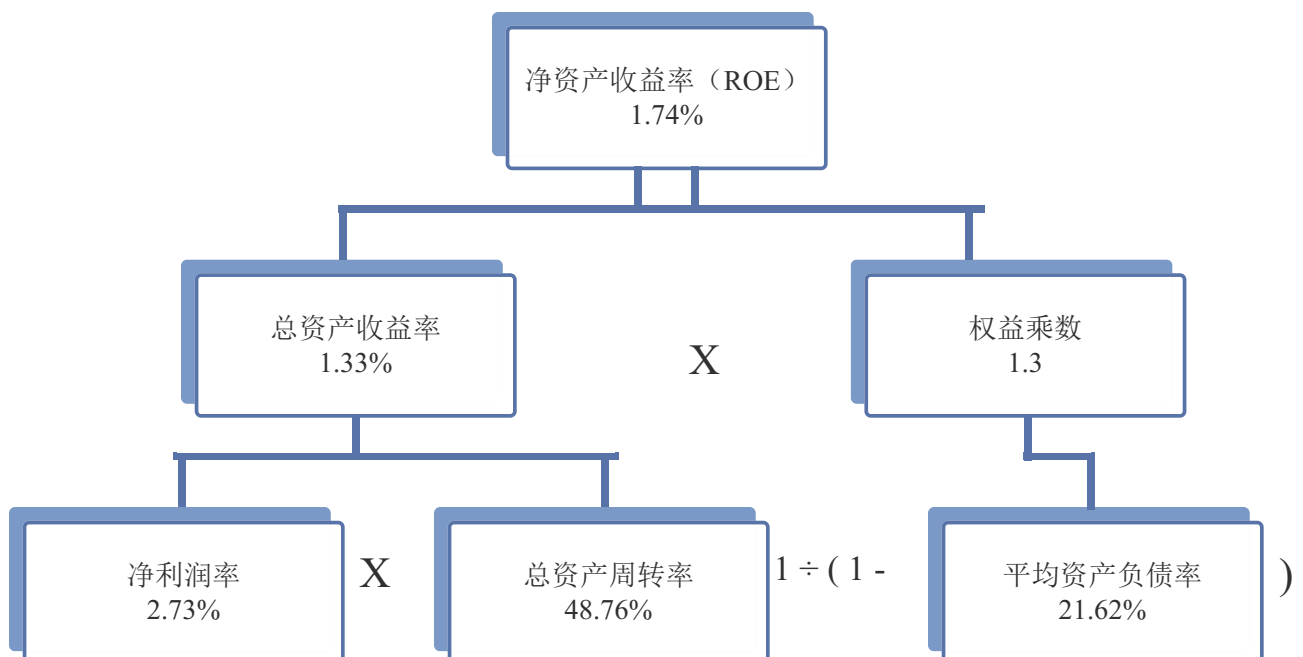 净资产收益率（ROE）
1.74%
总资产收益率
1.33%
X
权益乘数
1.3
净利润率
2.73%
X
总资产周转率
48.76%
1 ÷ ( 1 -
平均资产负债率
21.62%
)